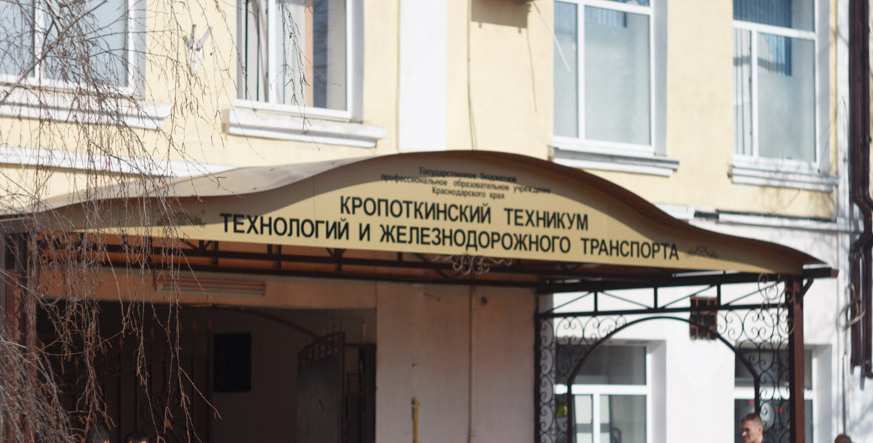 Государственное бюджетное
профессиональное образовательное учреждение
Краснодарского края
КРОПОТКИНСКИЙ ТЕХНИКУМ
ТЕХНОЛОГИЙ И ЖЕЛЕЗНОДОРОЖНОГО ТРАНСПОРТА